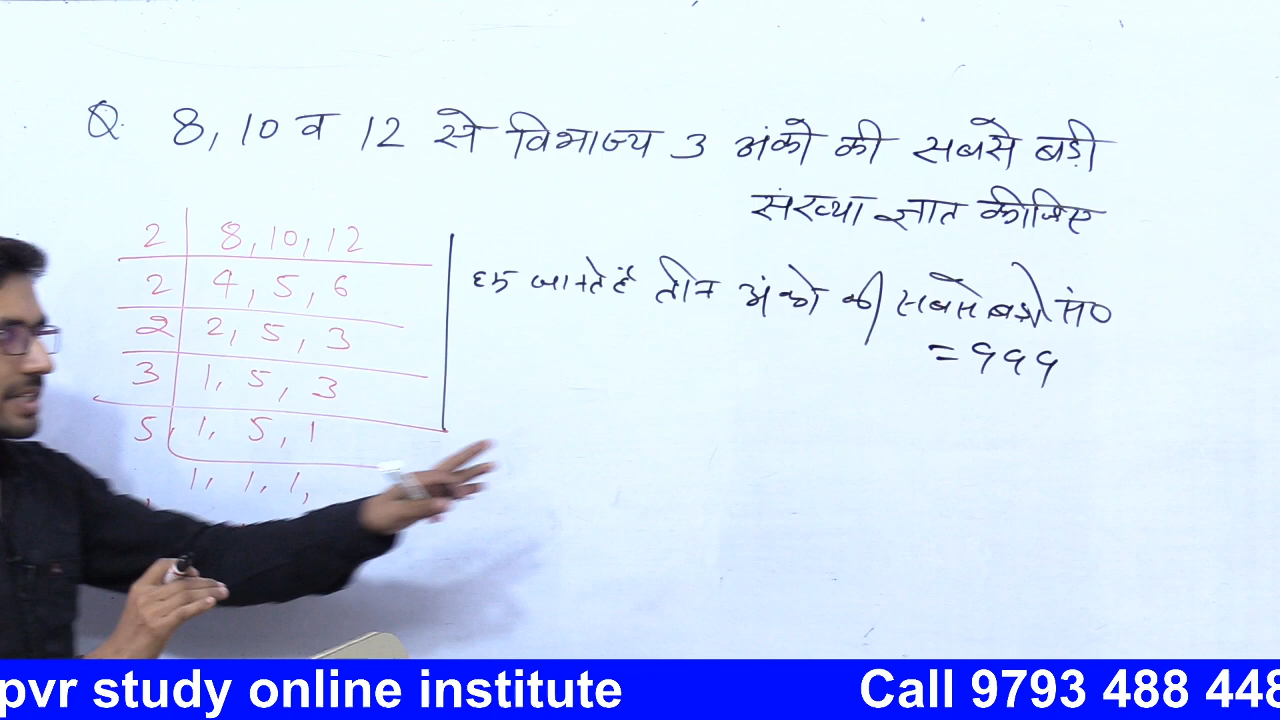 Q. 8, 10 व 12 से विभाज्य 3 अंको की सबसे बड़ी
संख्या ज्ञात कीजिए
2 8, 10, 12
2 4, 5, 6
2 2, 5, 3
3 1, 5, 3
5 1, 5, 1
1, 1, 1,
हम जानते हैं तीन अंको की सबसे बड़ी सं०
= 999
pvr study online institute
Call 9793 488 448